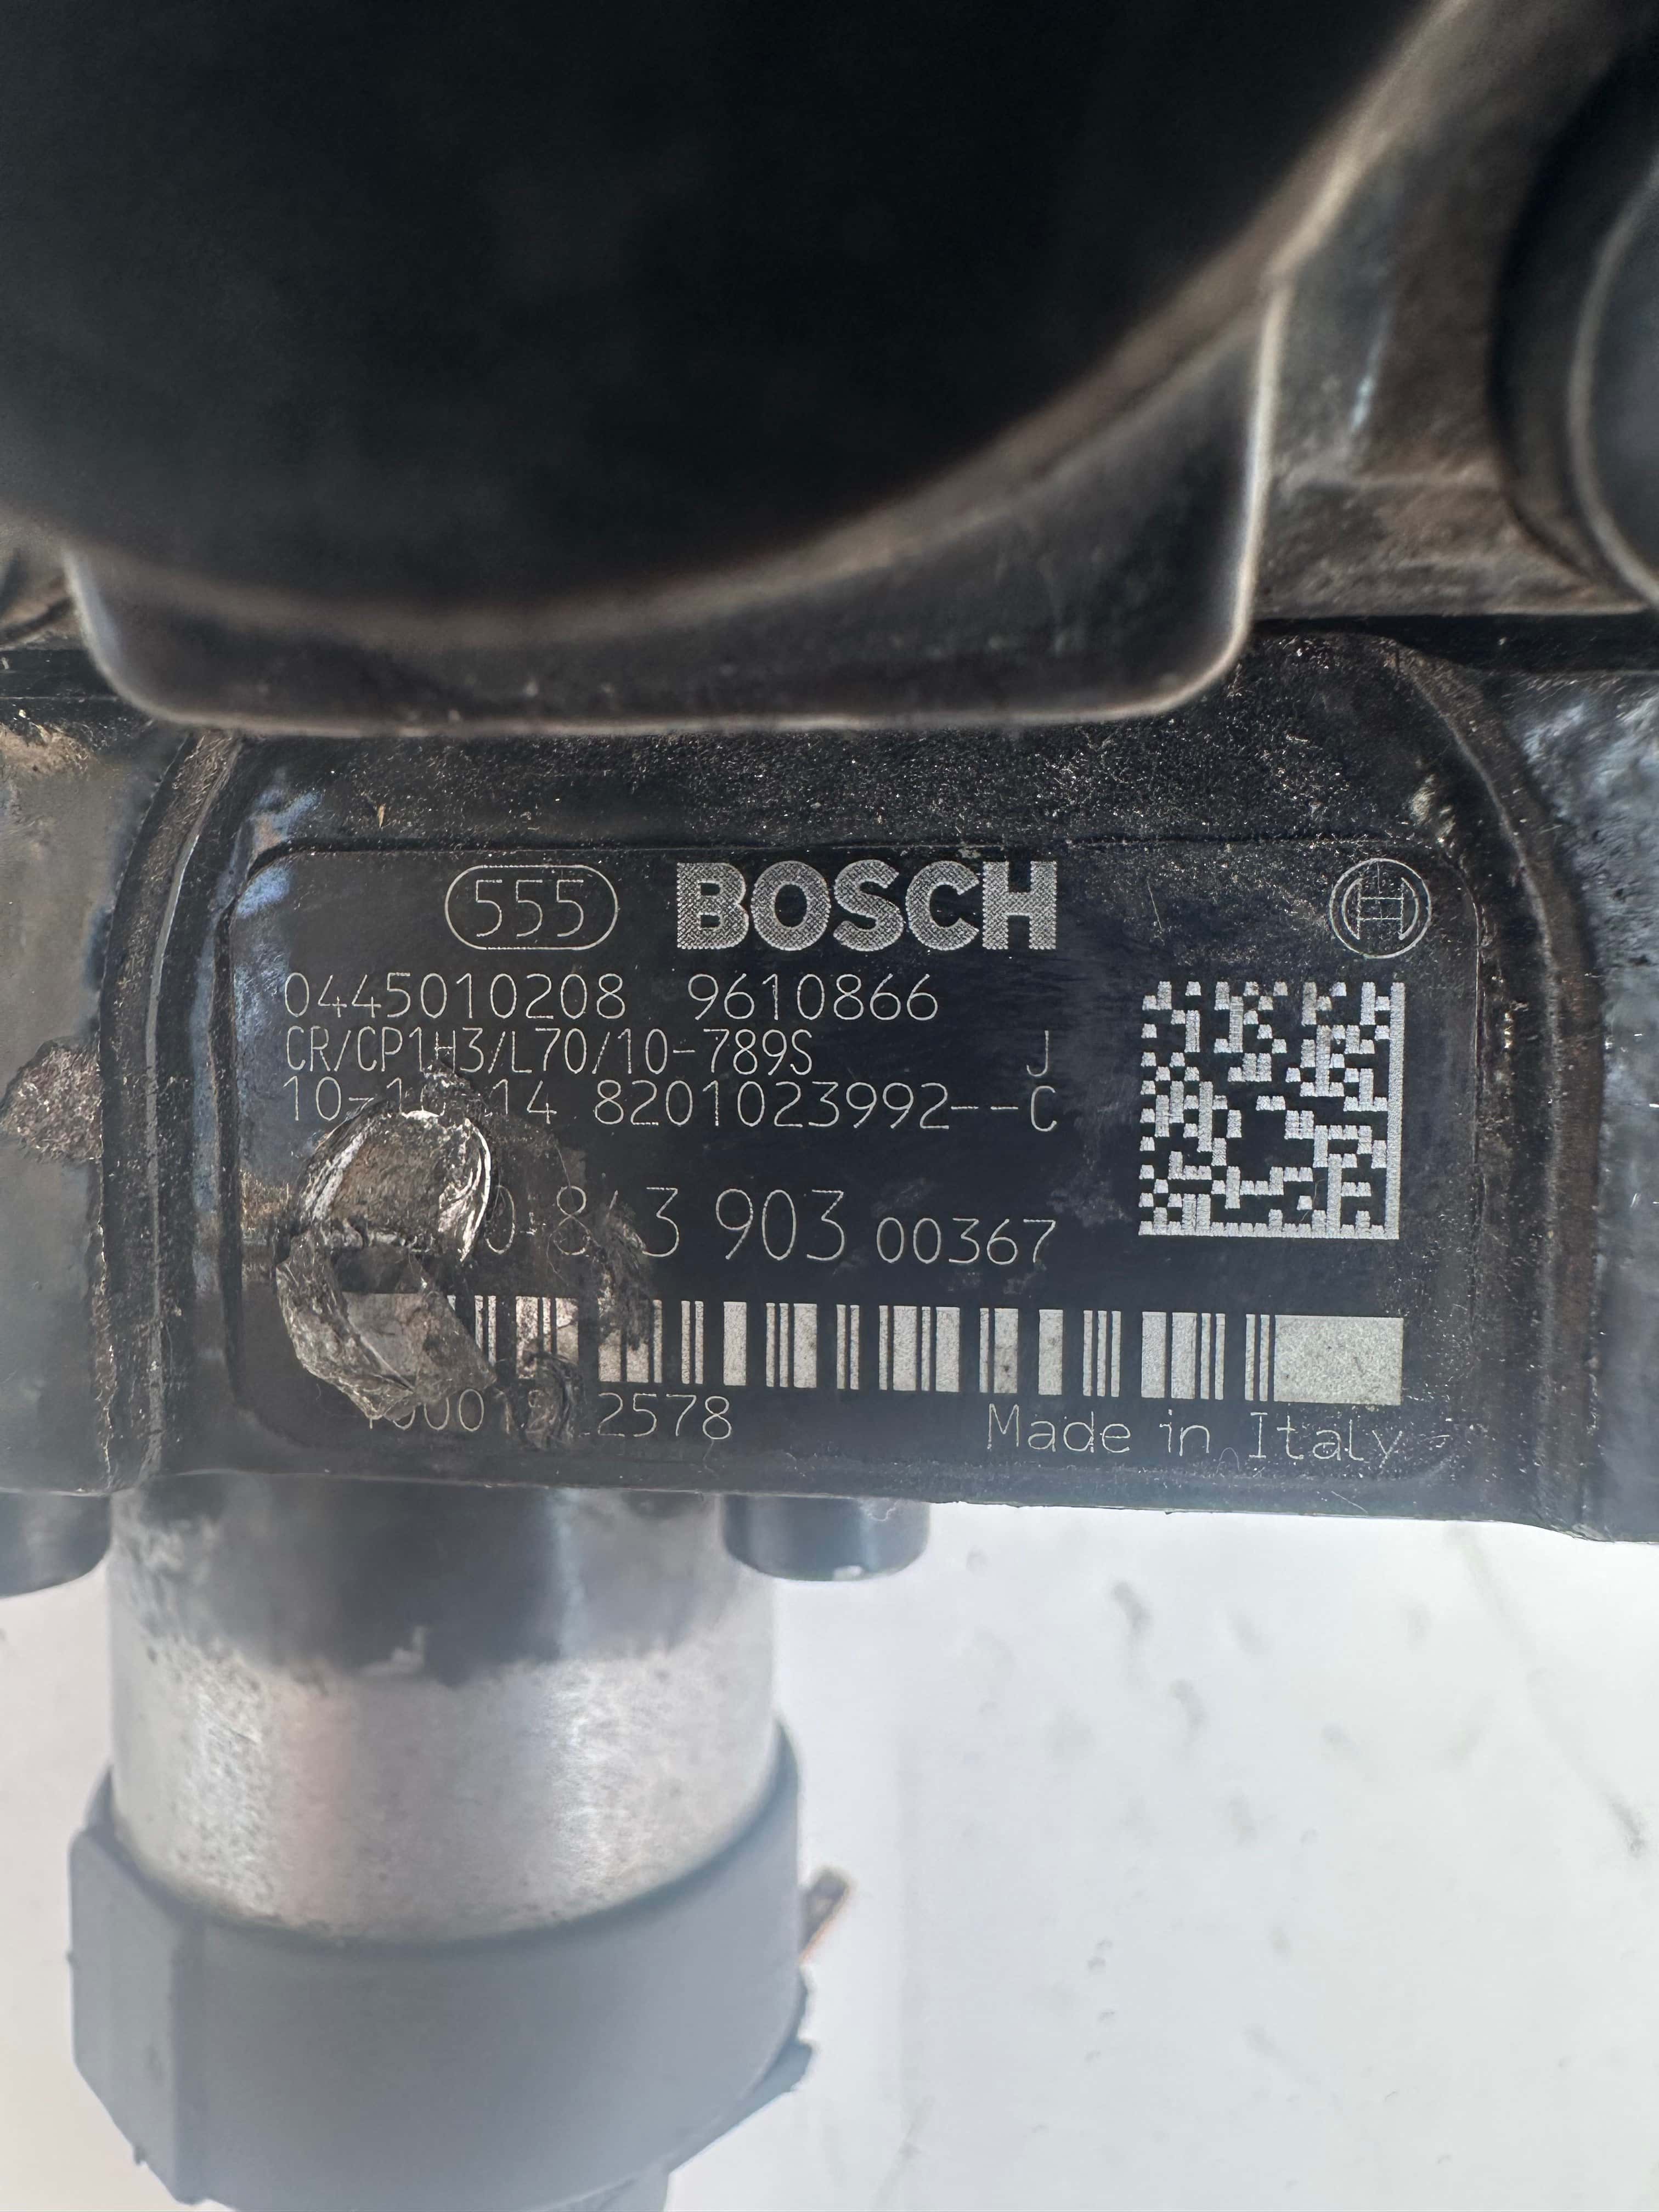 555 BOSCH
0445010208 9610866
CR/CP1H3/L70/10-789S J
8201023992--C
903 00367
2578 Made in Italy